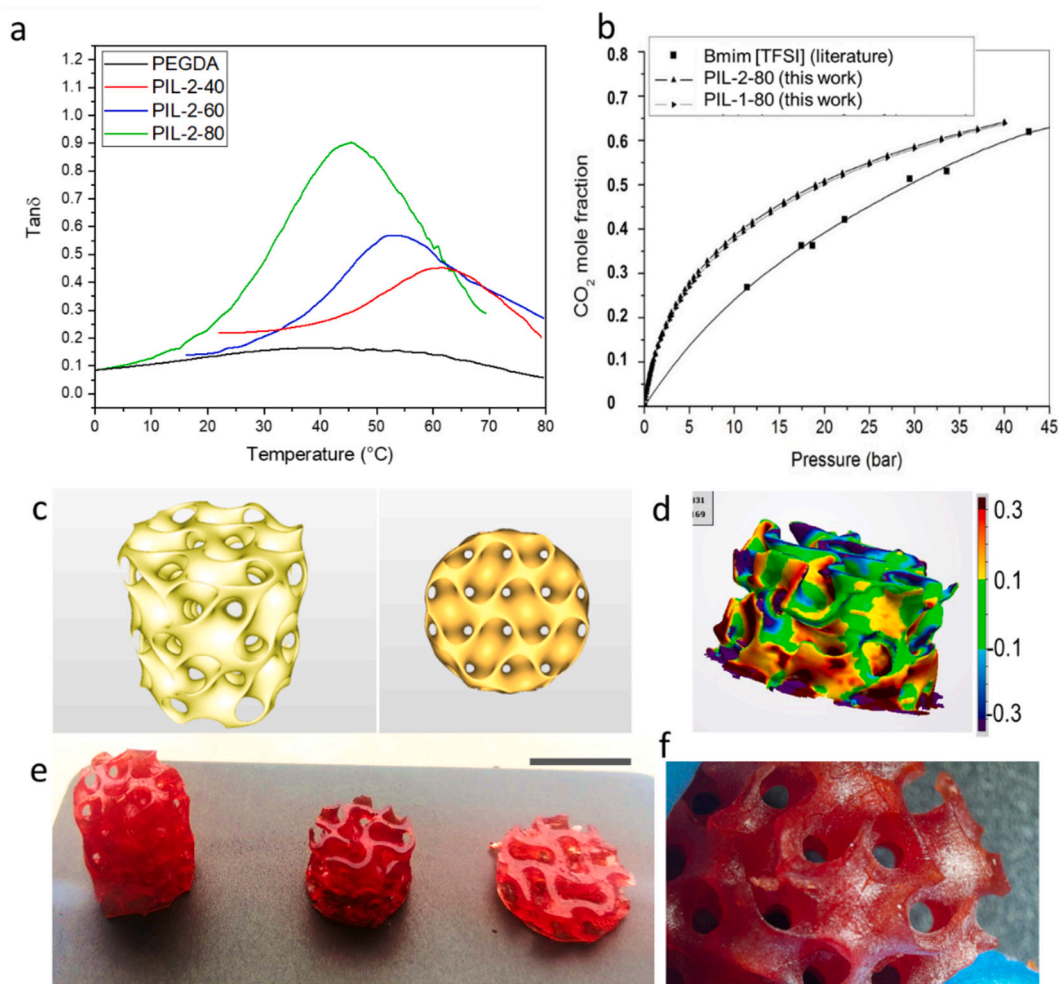 a
PEGDA
PIL-2-40
PIL-2-60
PIL-2-80
1.2
1.1
1.0
0.9
0.8
0.7
0.6
0.5
0.4
0.3
0.2
0.1
0.0
Tanδ
0 10 20 30 40 50 60 70 80
Temperature (°C)
b
Bmim [TFSI] (literature)
PIL-2-80 (this work)
PIL-1-80 (this work)
0.8
0.7
0.6
0.5
0.4
0.3
0.2
0.1
0
CO₂ mole fraction
0 5 10 15 20 25 30 35 40 45
Pressure (bar)
c
d
331
169
0.3
0.1
-0.1
-0.3
e
f